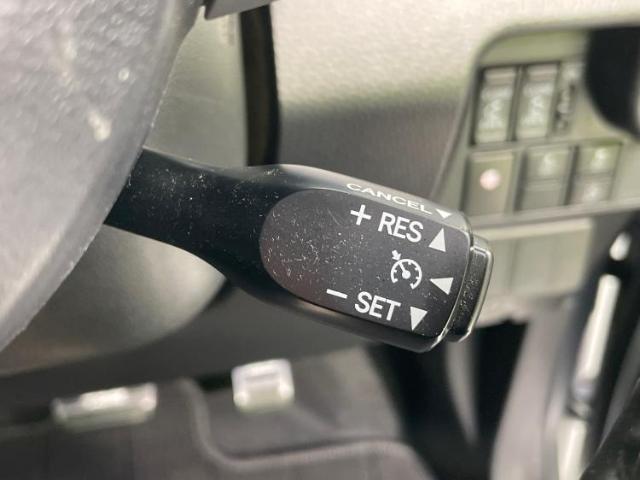 CANCEL ▼
+ RES ▲
◀
− SET ▼